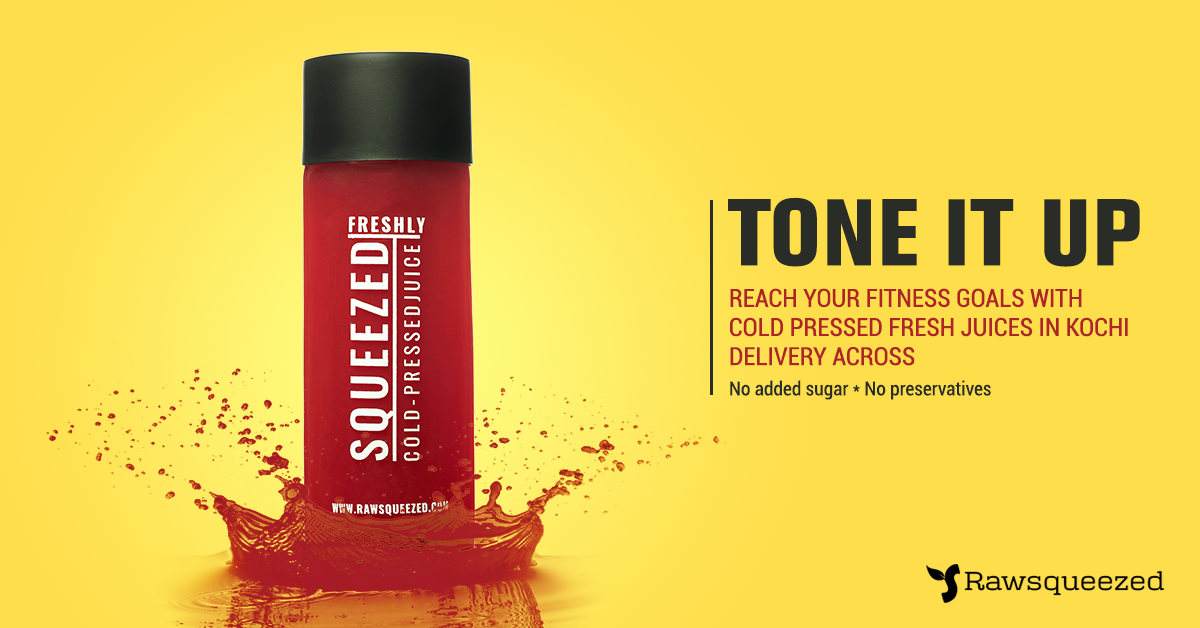 FRESHLY
SQUEEZED
COLD-PRESSEDJUICE
WWW.RAWSQUEEZED.COM
TONE IT UP
REACH YOUR FITNESS GOALS WITH
COLD PRESSED FRESH JUICES IN KOCHI
DELIVERY ACROSS
No added sugar * No preservatives
Rawsqueezed